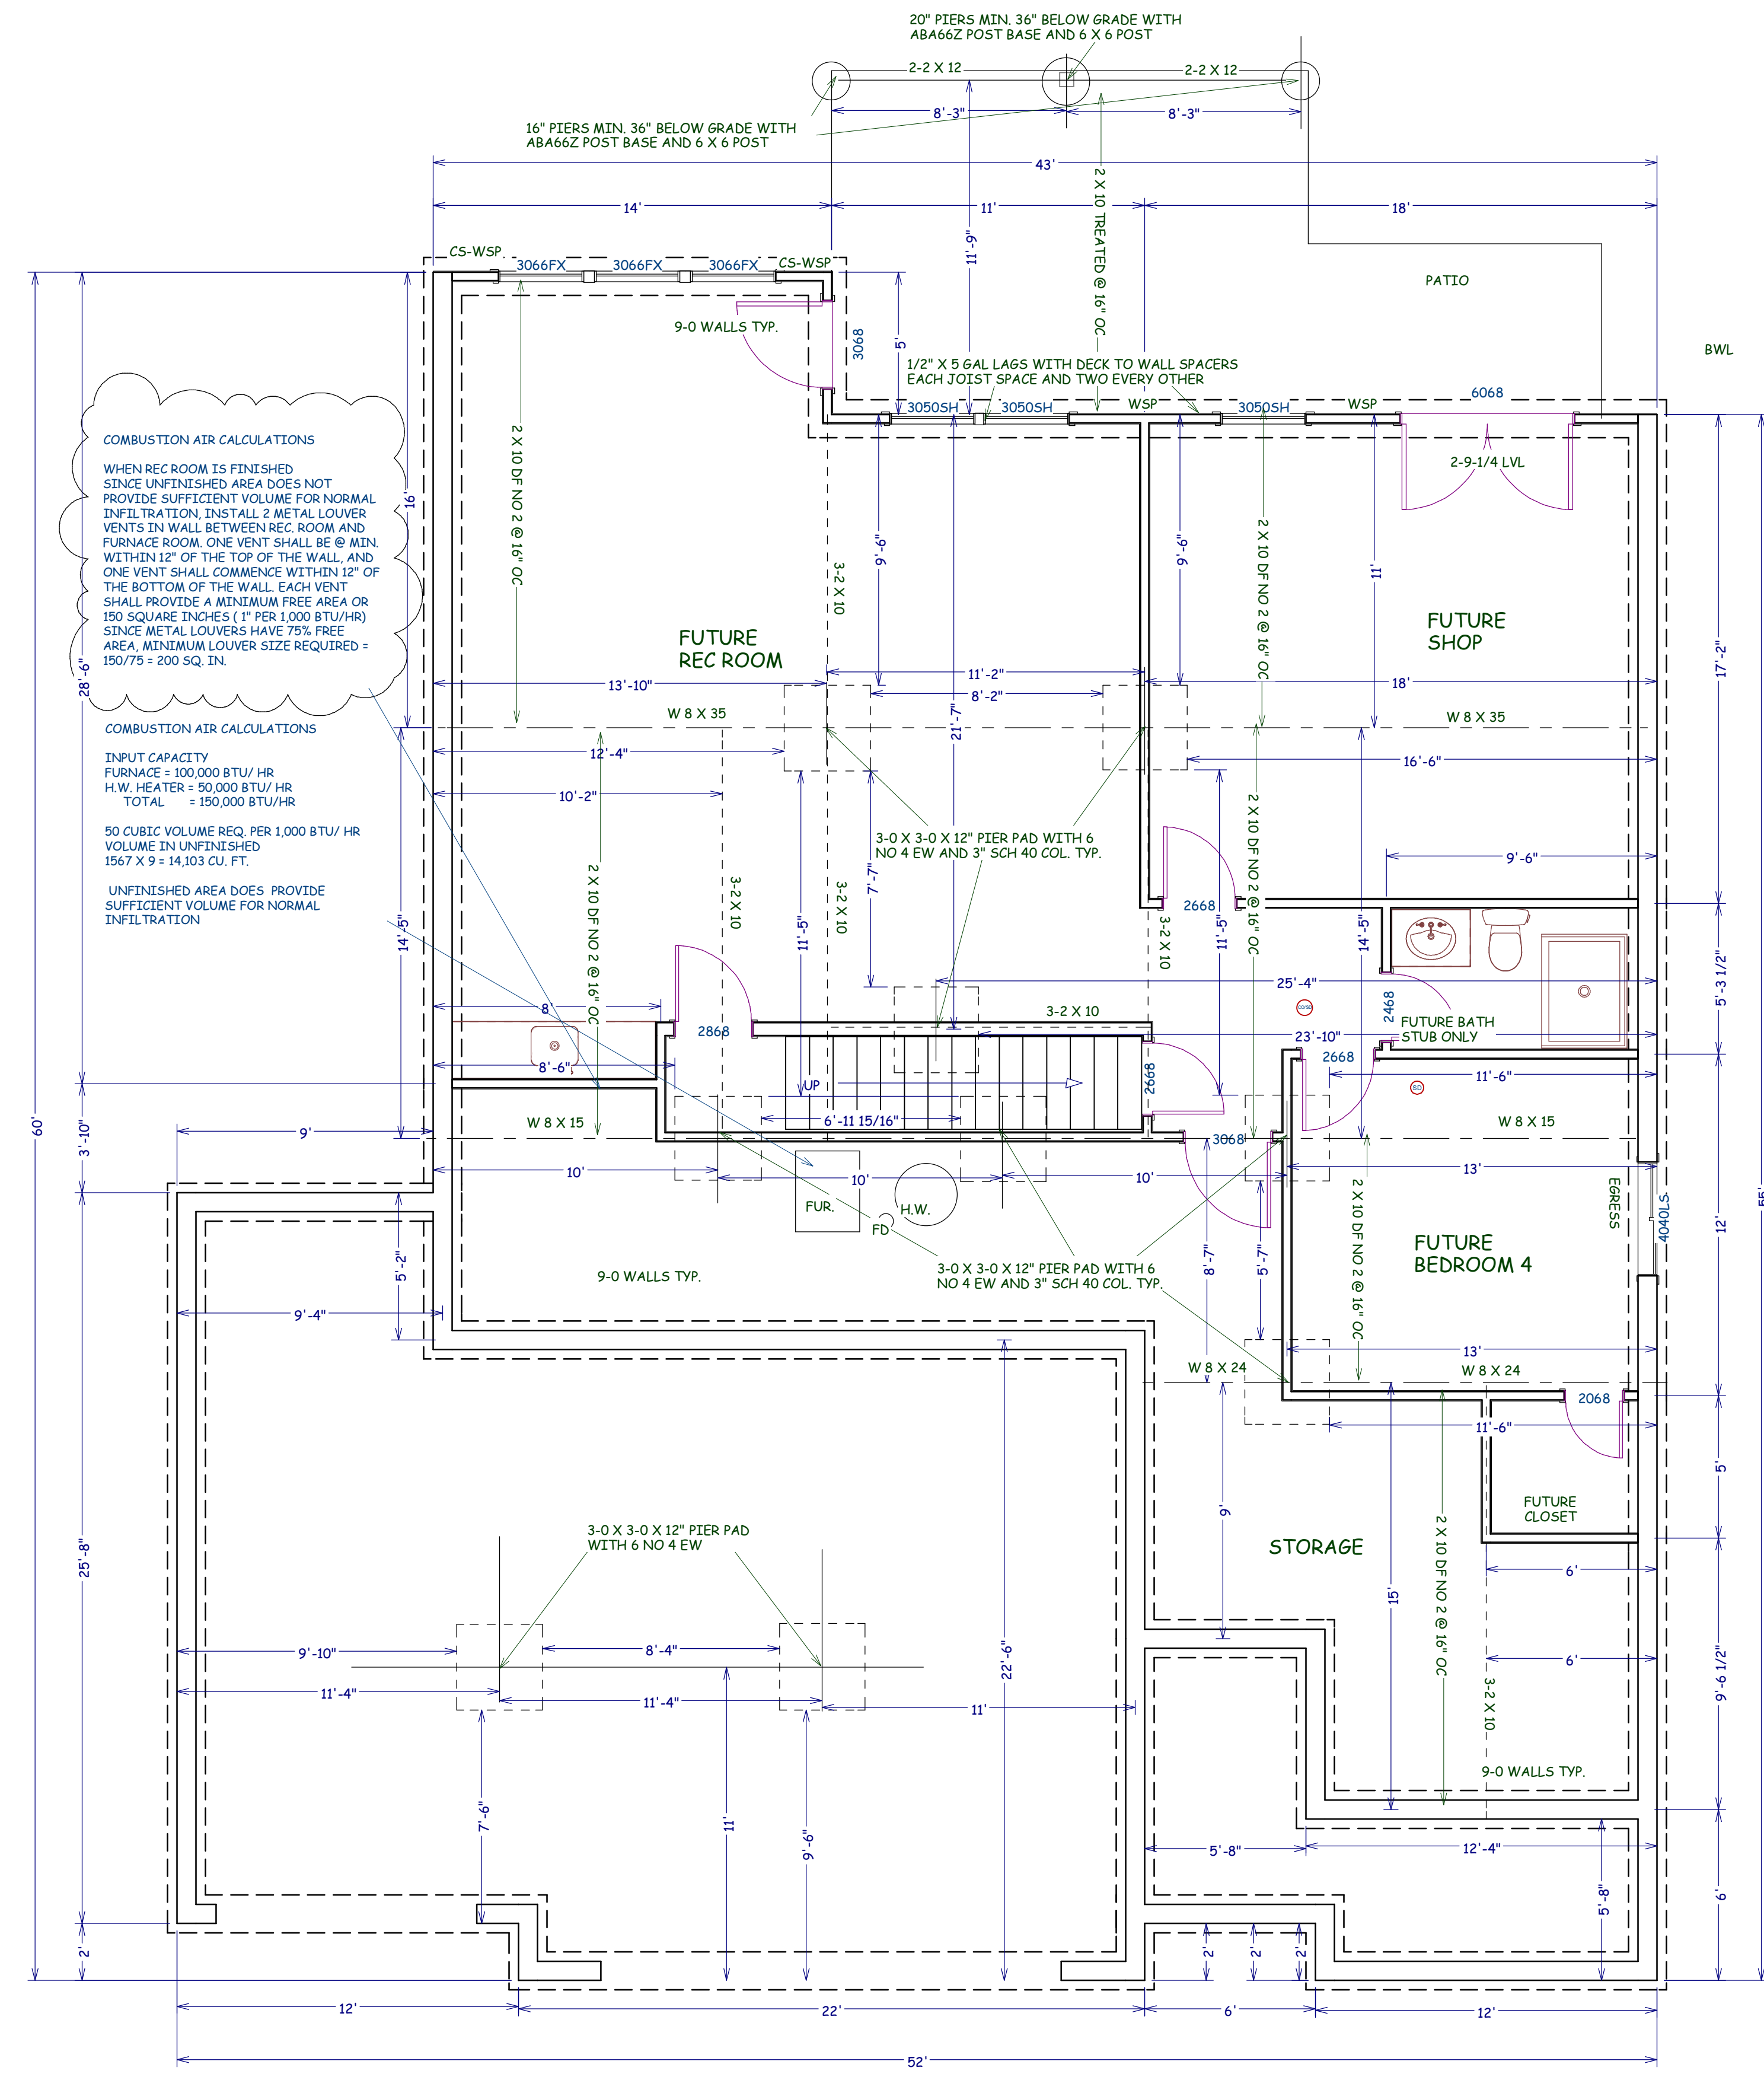 20" PIERS MIN. 36" BELOW GRADE WITH
ABA66Z POST BASE AND 6 X 6 POST
2-2 X 12
2-2 X 12
8'-3"
8'-3"
16" PIERS MIN. 36" BELOW GRADE WITH
ABA66Z POST BASE AND 6 X 6 POST
43'
14'
11'
18'
11'-9"
2 X 10 TREATED @ 16" OC
CS-WSP
3066FX
3066FX
3066FX
CS-WSP
PATIO
9-0 WALLS TYP.
3068
5'
BWL
1/2" X 5 GAL LAGS WITH DECK TO WALL SPACERS
EACH JOIST SPACE AND TWO EVERY OTHER
3050SH
3050SH
WSP
3050SH
WSP
6068
2-9-1/4 LVL
COMBUSTION AIR CALCULATIONS
WHEN REC ROOM IS FINISHED
SINCE UNFINISHED AREA DOES NOT
PROVIDE SUFFICIENT VOLUME FOR NORMAL
INFILTRATION, INSTALL 2 METAL LOUVER
VENTS IN WALL BETWEEN REC. ROOM AND
FURNACE ROOM. ONE VENT SHALL BE @ MIN.
WITHIN 12" OF THE TOP OF THE WALL, AND
ONE VENT SHALL COMMENCE WITHIN 12" OF
THE BOTTOM OF THE WALL. EACH VENT
SHALL PROVIDE A MINIMUM FREE AREA OR
150 SQUARE INCHES ( 1" PER 1,000 BTU/HR)
SINCE METAL LOUVERS HAVE 75% FREE
AREA, MINIMUM LOUVER SIZE REQUIRED =
150/75 = 200 SQ. IN.
28'-6"
16'
2 X 10 DF NO 2 @ 16" OC
9'-6"
3-2 X 10
9'-6"
2 X 10 DF NO 2 @ 16" OC
11'
17'-2"
FUTURE
REC ROOM
FUTURE
SHOP
13'-10"
11'-2"
8'-2"
18'
21'-7"
W 8 X 35
W 8 X 35
12'-4"
16'-6"
10'-2"
COMBUSTION AIR CALCULATIONS
INPUT CAPACITY
FURNACE = 100,000 BTU/ HR
H.W. HEATER = 50,000 BTU/ HR
TOTAL = 150,000 BTU/HR
50 CUBIC VOLUME REQ. PER 1,000 BTU/ HR
VOLUME IN UNFINISHED
1567 X 9 = 14,103 CU. FT.
UNFINISHED AREA DOES PROVIDE
SUFFICIENT VOLUME FOR NORMAL
INFILTRATION
3-0 X 3-0 X 12" PIER PAD WITH 6
NO 4 EW AND 3" SCH 40 COL. TYP.
9'-6"
14'-5"
2 X 10 DF NO 2 @ 16" OC
3-2 X 10
11'-5"
3-2 X 10
7'-7"
2668
3-2 X 10
11'-5"
2 X 10 DF NO 2 @ 16" OC
14'-5"
5'-3 1/2"
25'-4"
8'
2868
3-2 X 10
CO/SD
2468
FUTURE BATH
STUB ONLY
23'-10"
2668
8'-6"
UP
2668
11'-6"
SD
60'
3'-10"
9'
W 8 X 15
6'-11 15/16"
3068
W 8 X 15
10'
10'
10'
13'
FUR.
H.W.
FD
EGRESS
4040LS
55'
12'
5'-2"
9-0 WALLS TYP.
3-0 X 3-0 X 12" PIER PAD WITH 6
NO 4 EW AND 3" SCH 40 COL. TYP.
8'-7"
5'-7"
2 X 10 DF NO 2 @ 16" OC
FUTURE
BEDROOM 4
9'-4"
13'
W 8 X 24
W 8 X 24
2068
11'-6"
5'
25'-8"
3-0 X 3-0 X 12" PIER PAD
WITH 6 NO 4 EW
FUTURE
CLOSET
9'
STORAGE
2 X 10 DF NO 2 @ 16" OC
6'
15'
9'-10"
8'-4"
22'-6"
6'
9'-6 1/2"
11'-4"
11'-4"
11'
3-2 X 10
9-0 WALLS TYP.
7'-6"
11'
9'-6"
5'-8"
12'-4"
5'-8"
6'
2'
2'
2'
2'
12'
22'
6'
12'
52'